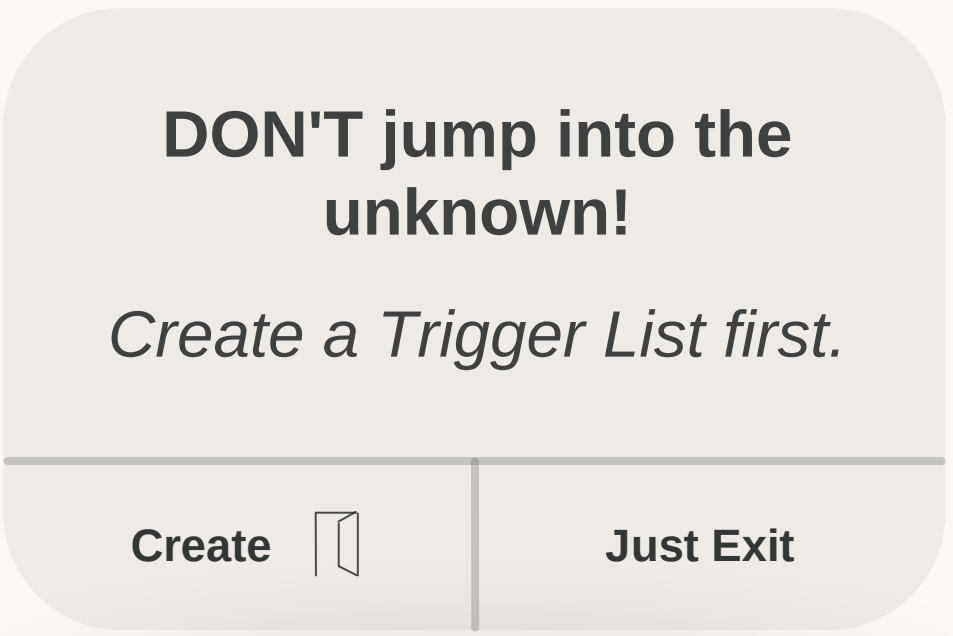 DON'T jump into the
unknown!
Create a Trigger List first.
Create
Just Exit